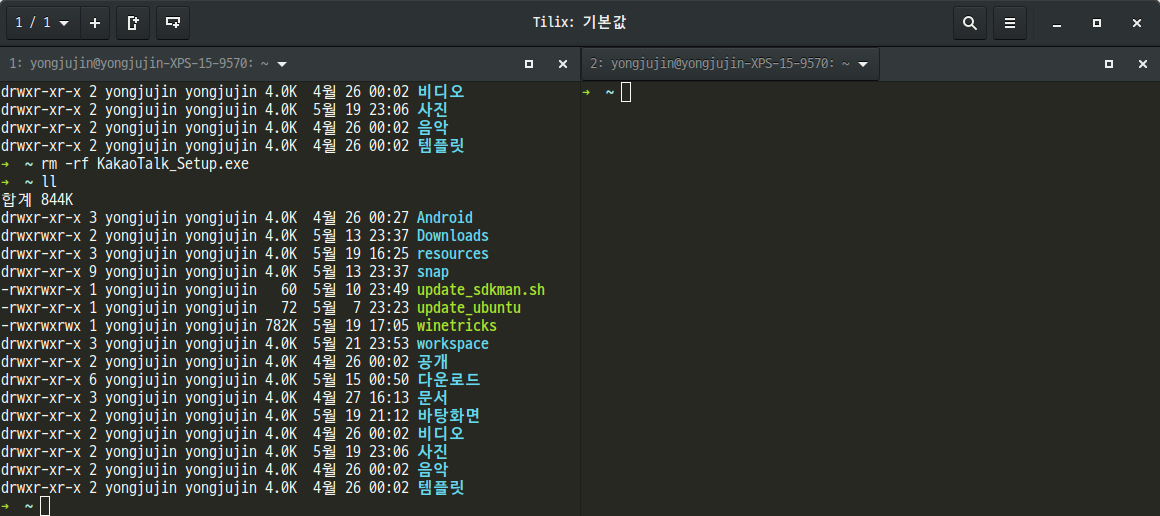 1 / 1
Tilix: 기본값
1: yongjujin@yongjujin-XPS-15-9570: ~
drwxr-xr-x 2 yongjujin yongjujin 4.0K  4월 26 00:02 비디오
drwxr-xr-x 2 yongjujin yongjujin 4.0K  5월 19 23:06 사진
drwxr-xr-x 2 yongjujin yongjujin 4.0K  4월 26 00:02 음악
drwxr-xr-x 2 yongjujin yongjujin 4.0K  4월 26 00:02 템플릿
➜  ~ rm -rf KakaoTalk_Setup.exe
➜  ~ ll
합계 844K
drwxr-xr-x 3 yongjujin yongjujin 4.0K  4월 26 00:27 Android
drwxrwxr-x 2 yongjujin yongjujin 4.0K  5월 13 23:37 Downloads
drwxr-xr-x 3 yongjujin yongjujin 4.0K  5월 19 16:25 resources
drwxr-xr-x 9 yongjujin yongjujin 4.0K  5월 13 23:37 snap
-rwxrwxr-x 1 yongjujin yongjujin   60  5월 10 23:49 update_sdkman.sh
-rwxr-xr-x 1 yongjujin yongjujin   72  5월  7 23:23 update_ubuntu
-rwxrwxrwx 1 yongjujin yongjujin 782K  5월 19 17:05 winetricks
drwxrwxr-x 3 yongjujin yongjujin 4.0K  5월 21 23:53 workspace
drwxr-xr-x 2 yongjujin yongjujin 4.0K  4월 26 00:02 공개
drwxr-xr-x 6 yongjujin yongjujin 4.0K  5월 15 00:50 다운로드
drwxr-xr-x 3 yongjujin yongjujin 4.0K  4월 27 16:13 문서
drwxr-xr-x 2 yongjujin yongjujin 4.0K  5월 19 21:12 바탕화면
drwxr-xr-x 2 yongjujin yongjujin 4.0K  4월 26 00:02 비디오
drwxr-xr-x 2 yongjujin yongjujin 4.0K  5월 19 23:06 사진
drwxr-xr-x 2 yongjujin yongjujin 4.0K  4월 26 00:02 음악
drwxr-xr-x 2 yongjujin yongjujin 4.0K  4월 26 00:02 템플릿
➜  ~
2: yongjujin@yongjujin-XPS-15-9570: ~
➜  ~